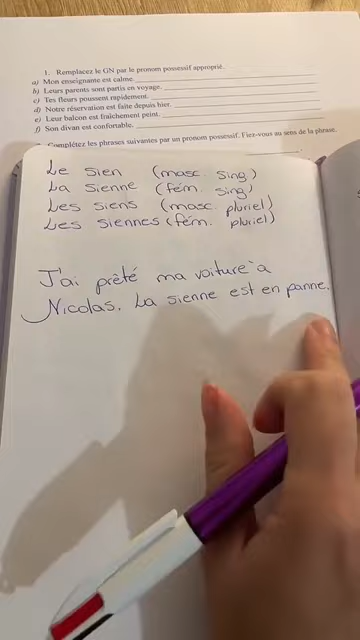 1. Remplacez le GN par le pronom possessif approprié.
a) Mon enseignante est calme.
b) Leurs parents sont partis en voyage.
c) Tes fleurs poussent rapidement.
d) Notre réservation est faite depuis hier.
e) Leur balcon est fraîchement peint.
f) Son divan est confortable.
Complétez les phrases suivantes par un pronom possessif. Fiez-vous au sens de la phrase.
Le sien (masc. sing.)
La sienne (fém. sing)
Les siens (masc. pluriel)
Les siennes (fém. pluriel)
J'ai prêté ma voiture à
Nicolas. La sienne est en panne.